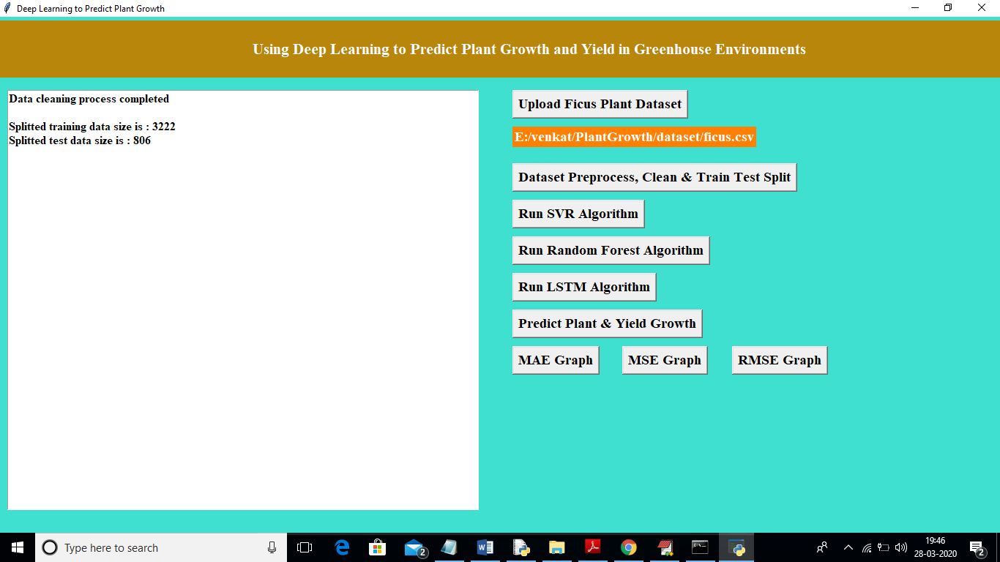 Deep Learning to Predict Plant Growth
Using Deep Learning to Predict Plant Growth and Yield in Greenhouse Environments
Data cleaning process completed
Splitted training data size is : 3222
Splitted test data size is : 806
Upload Ficus Plant Dataset
E:/venkat/PlantGrowth/dataset/ficus.csv
Dataset Preprocess, Clean & Train Test Split
Run SVR Algorithm
Run Random Forest Algorithm
Run LSTM Algorithm
Predict Plant & Yield Growth
MAE Graph MSE Graph RMSE Graph
Type here to search
2
19:46
28-03-2020
2